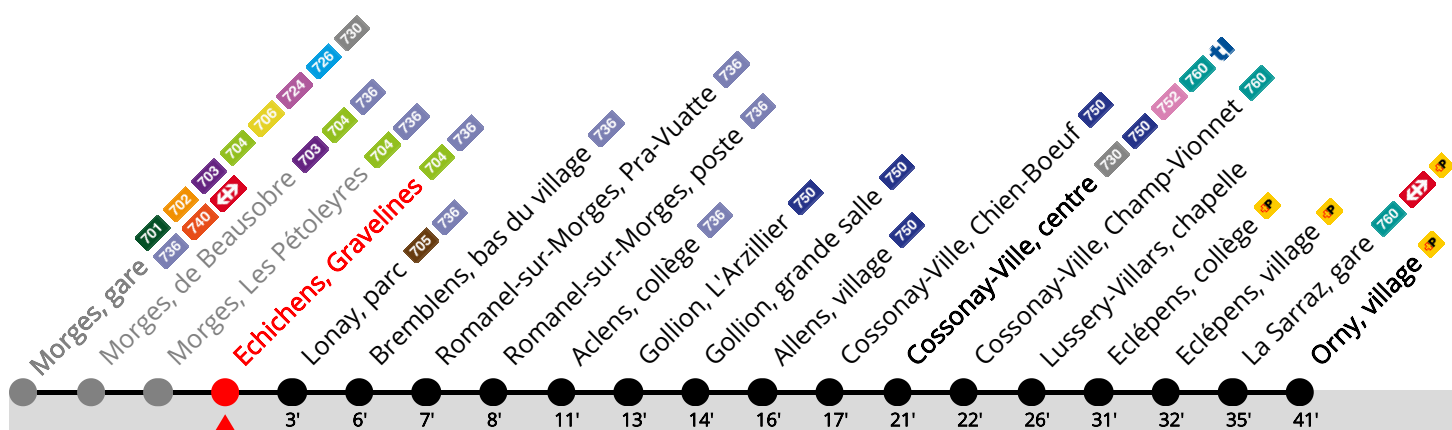 Morges, gare 701 702 703 704 706 724 726 730
736 740
Morges, de Beausobre 703 704 736
Morges, Les Pétoleyres 704 736
Echichens, Gravelines 704 736
Lonay, parc 705 736
Bremblens, bas du village 736
Romanel-sur-Morges, Pra-Vuatte 736
Romanel-sur-Morges, poste 736
Aclens, collège 736
Gollion, L'Arzillier 750
Gollion, grande salle 750
Allens, village 750
Cossonay-Ville, Chien-Boeuf 750
Cossonay-Ville, centre 730 750 752 760 tl
Cossonay-Ville, Champ-Vionnet 760
Lussery-Villars, chapelle
Eclépens, collège P
Eclépens, village P
La Sarraz, gare 760 P
Orny, village P
3' 6' 7' 8' 11' 13' 14' 16' 17' 21' 22' 26' 31' 32' 35' 41'